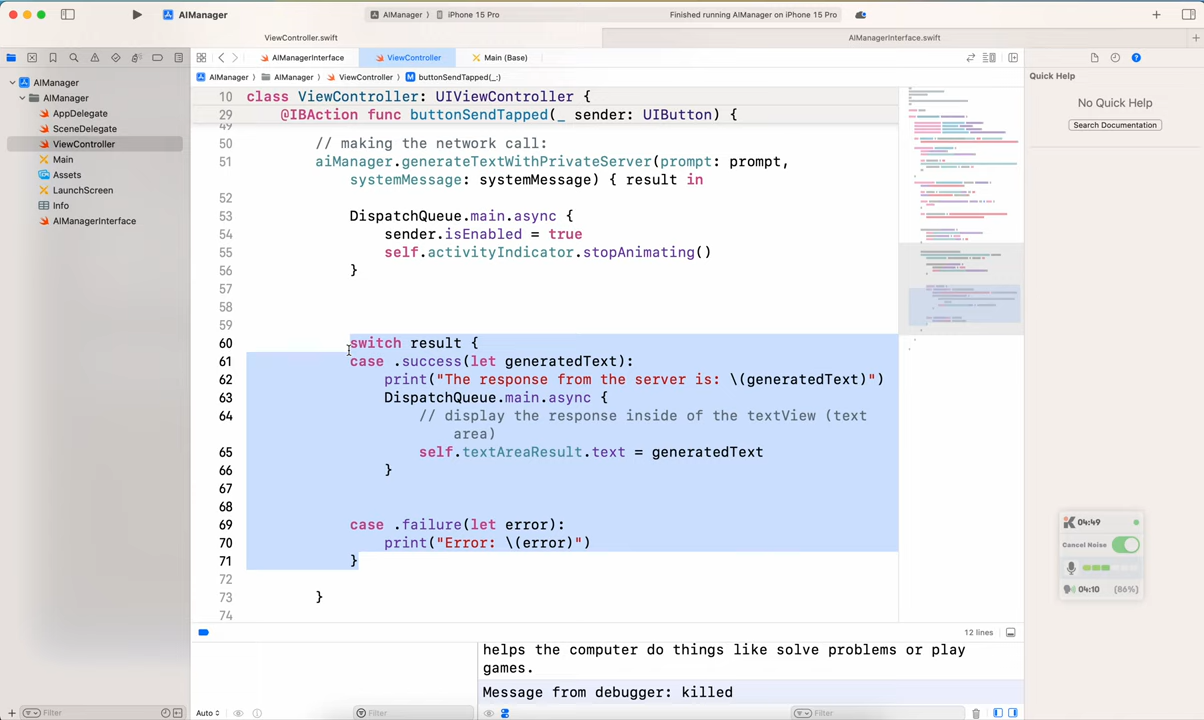 AIManager
AIManager
iPhone 15 Pro
Finished running AIManager on iPhone 15 Pro
ViewController.swift
AIManagerInterface.swift
AIManagerInterface
ViewController
Main (Base)
AIManager
AIManager
ViewController
M buttonSendTapped(_:)
AIManager
AIManager
AppDelegate
SceneDelegate
ViewController
Main
Assets
LaunchScreen
Info
AIManagerInterface
10 class ViewController: UIViewController {
29 @IBAction func buttonSendTapped(_ sender: UIButton) {
49
50 // making the network call:
51 aiManager.generateTextWithPrivateServer(prompt: prompt,
systemMessage: systemMessage) { result in
52
53 DispatchQueue.main.async {
54 sender.isEnabled = true
55 self.activityIndicator.stopAnimating()
56 }
57
58
59
60 switch result {
61 case .success(let generatedText):
62 print("The response from the server is: \(generatedText)")
63 DispatchQueue.main.async {
64 // display the response inside of the textView (text
area)
65 self.textAreaResult.text = generatedText
66 }
67
68
69 case .failure(let error):
70 print("Error: \(error)")
71 }
72
73 }
74
12 lines
helps the computer do things like solve problems or play
games.
Message from debugger: killed
Filter
Auto
Filter
Filter
Quick Help
No Quick Help
Search Documentation
04:49
Cancel Noise
04:10 (86%)